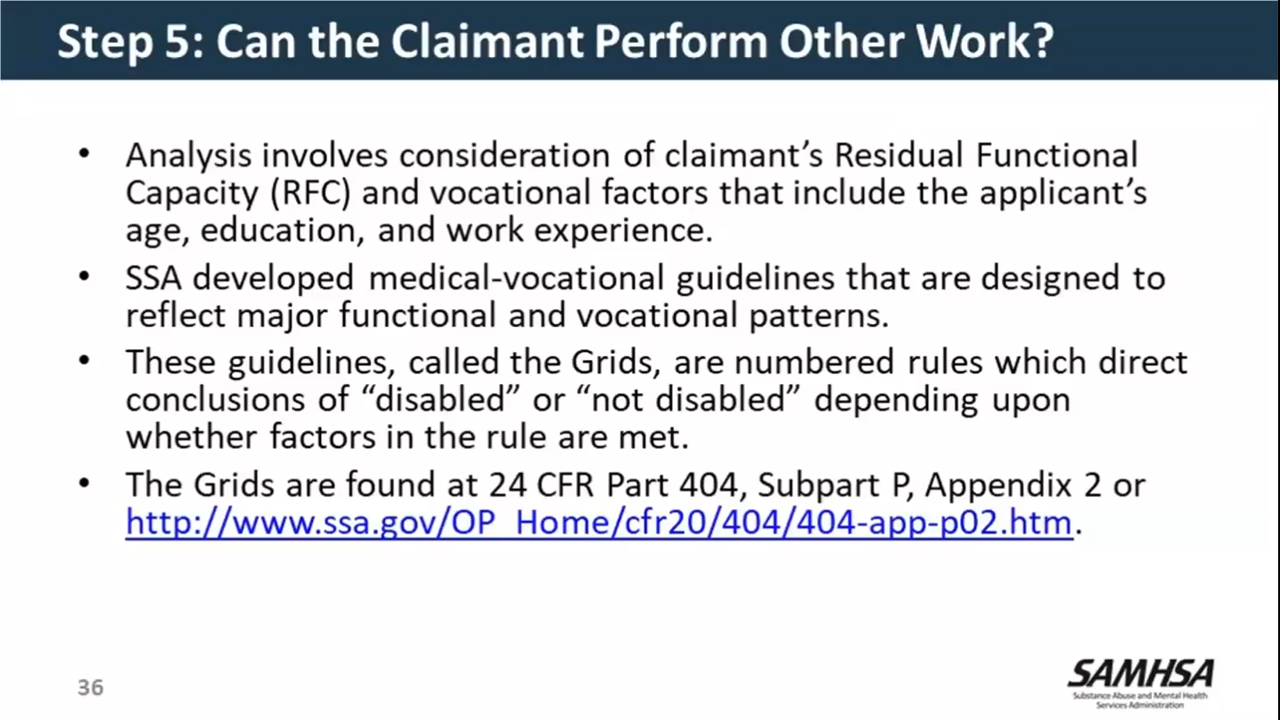 Step 5: Can the Claimant Perform Other Work?
• Analysis involves consideration of claimant’s Residual Functional
Capacity (RFC) and vocational factors that include the applicant’s
age, education, and work experience.
• SSA developed medical-vocational guidelines that are designed to
reflect major functional and vocational patterns.
• These guidelines, called the Grids, are numbered rules which direct
conclusions of “disabled” or “not disabled” depending upon
whether factors in the rule are met.
• The Grids are found at 24 CFR Part 404, Subpart P, Appendix 2 or
http://www.ssa.gov/OP_Home/cfr20/404/404-app-p02.htm.
36
SAMHSA
Substance Abuse and Mental Health
Services Administration